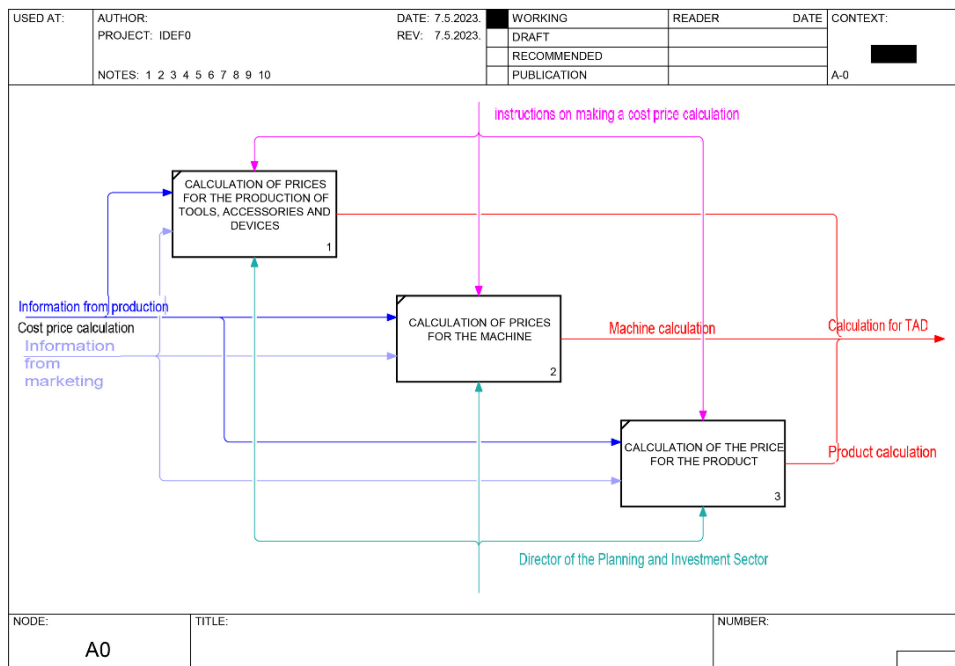 USED AT:
AUTHOR:
DATE: 7.5.2023.
PROJECT: IDEF0
REV: 7.5.2023.
NOTES: 1 2 3 4 5 6 7 8 9 10
WORKING
DRAFT
RECOMMENDED
PUBLICATION
READER
DATE
CONTEXT:
A-0
instructions on making a cost price calculation
CALCULATION OF PRICES
FOR THE PRODUCTION OF
TOOLS, ACCESSORIES AND
DEVICES
1
Information from production
Cost price calculation
Information
from
marketing
CALCULATION OF PRICES
FOR THE MACHINE
2
Machine calculation
Calculation for TAD
CALCULATION OF THE PRICE
FOR THE PRODUCT
3
Product calculation
Director of the Planning and Investment Sector
NODE:
A0
TITLE:
NUMBER: